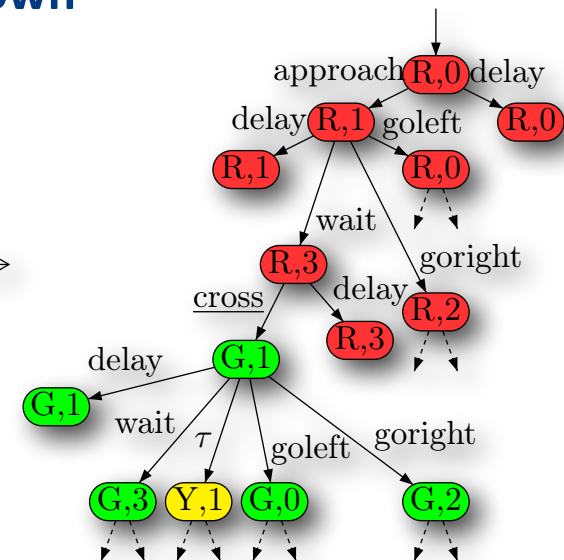 own
approach R,0 delay
delay R,1 goleft R,0
R,1 R,0
wait
R,3 goright
cross delay R,2
R,3
G,1
delay
G,1
wait τ goleft goright
G,3 Y,1 G,0 G,2